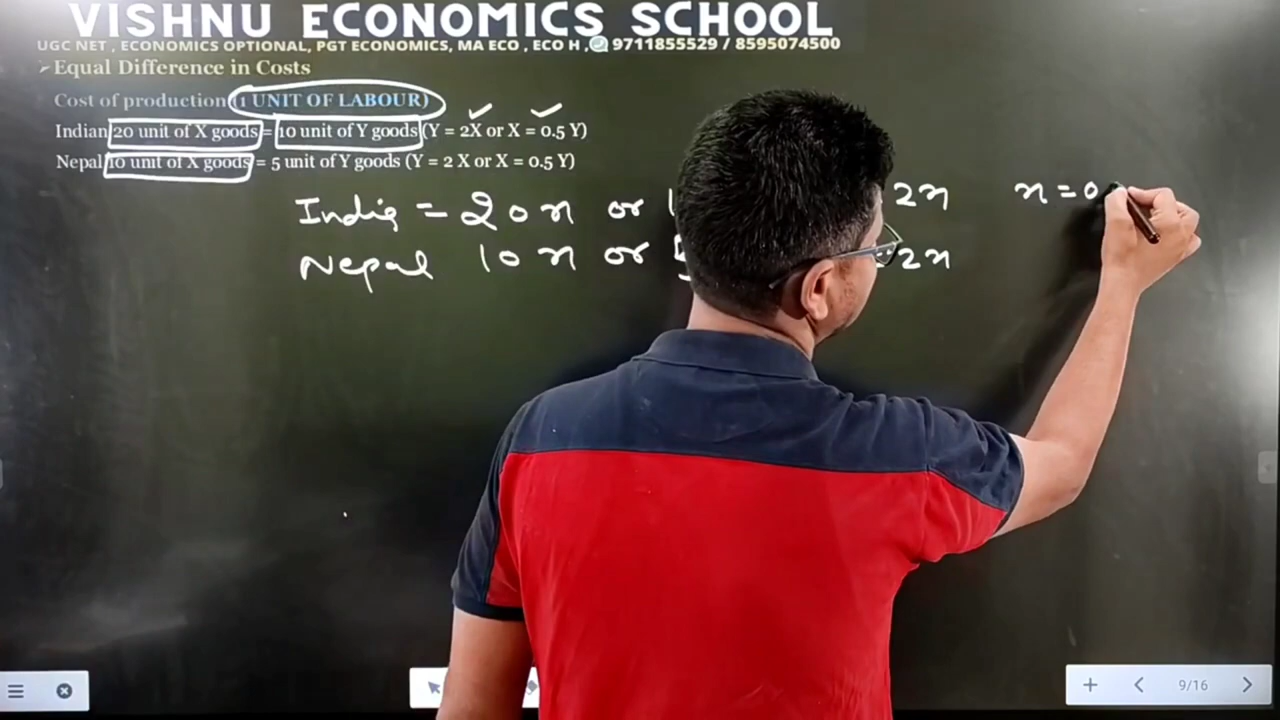 VISHNU ECONOMICS SCHOOL
UGC NET , ECONOMICS OPTIONAL, PGT ECONOMICS, MA ECO , ECO H , 9711855529 / 8595074500
➢Equal Difference in Costs
Cost of production (1 UNIT OF LABOUR)
Indian 20 unit of X goods = 10 unit of Y goods (Y = 2X or X = 0.5 Y)
Nepal 10 unit of X goods = 5 unit of Y goods (Y = 2 X or X = 0.5 Y)
India = 20x or 1 2x x = 0
Nepal 10x or 5 2x
9/16